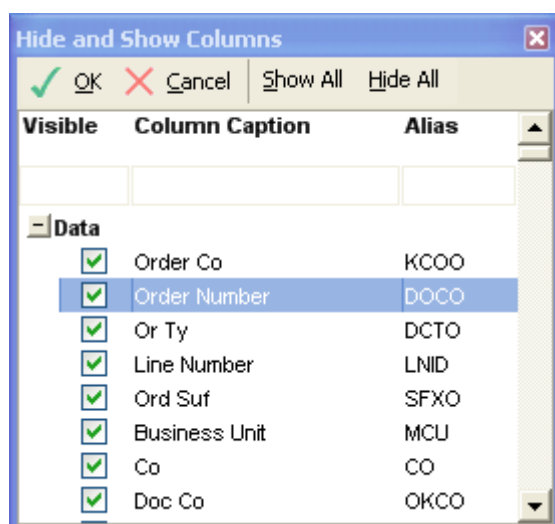 Hide and Show Columns
OK Cancel Show All Hide All
Visible Column Caption Alias
Data
Order Co KCOO
Order Number DOCO
Or Ty DCTO
Line Number LNID
Ord Suf SFXO
Business Unit MCU
Co CO
Doc Co OKCO